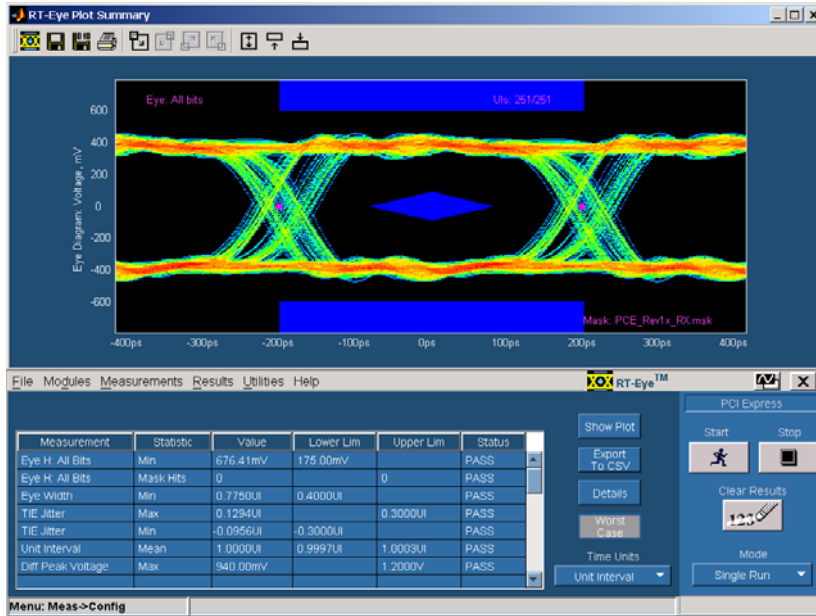 RT-Eye Plot Summary
Eye: All bits
UIs: 251/251
600
400
200
0
-200
-400
-600
Eye Diagram: Voltage, mV
Mask: PCE_Rev1x_RX.msk
-400ps -300ps -200ps -100ps 0ps 100ps 200ps 300ps 400ps
File Modules Measurements Results Utilities Help
RT-Eye™
PCI Express
Measurement Statistic Value Lower Lim Upper Lim Status
Eye H: All Bits Min 676.41mV 175.00mV PASS
Eye H: All Bits Mask Hits 0 0 PASS
Eye Width Min 0.7750UI 0.4000UI PASS
TIE Jitter Max 0.1294UI 0.3000UI PASS
TIE Jitter Min -0.0956UI -0.3000UI PASS
Unit Interval Mean 1.0000UI 0.9997UI 1.0003UI PASS
Diff Peak Voltage Max 940.00mV 1.2000V PASS
Show Plot
Export
To CSV
Details
Worst
Case
Time Units
Unit Interval
Start Stop
Clear Results
123
Mode
Single Run
Menu: Meas->Config